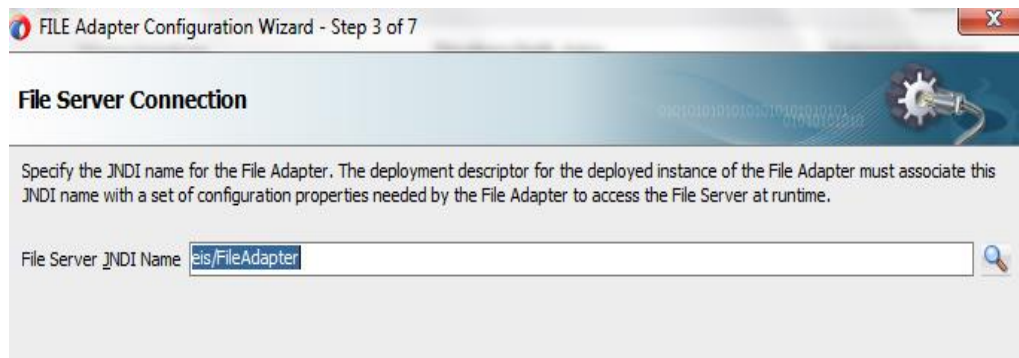 FILE Adapter Configuration Wizard - Step 3 of 7
File Server Connection
Specify the JNDI name for the File Adapter. The deployment descriptor for the deployed instance of the File Adapter must associate this
JNDI name with a set of configuration properties needed by the File Adapter to access the File Server at runtime.
File Server JNDI Name eis/FileAdapter